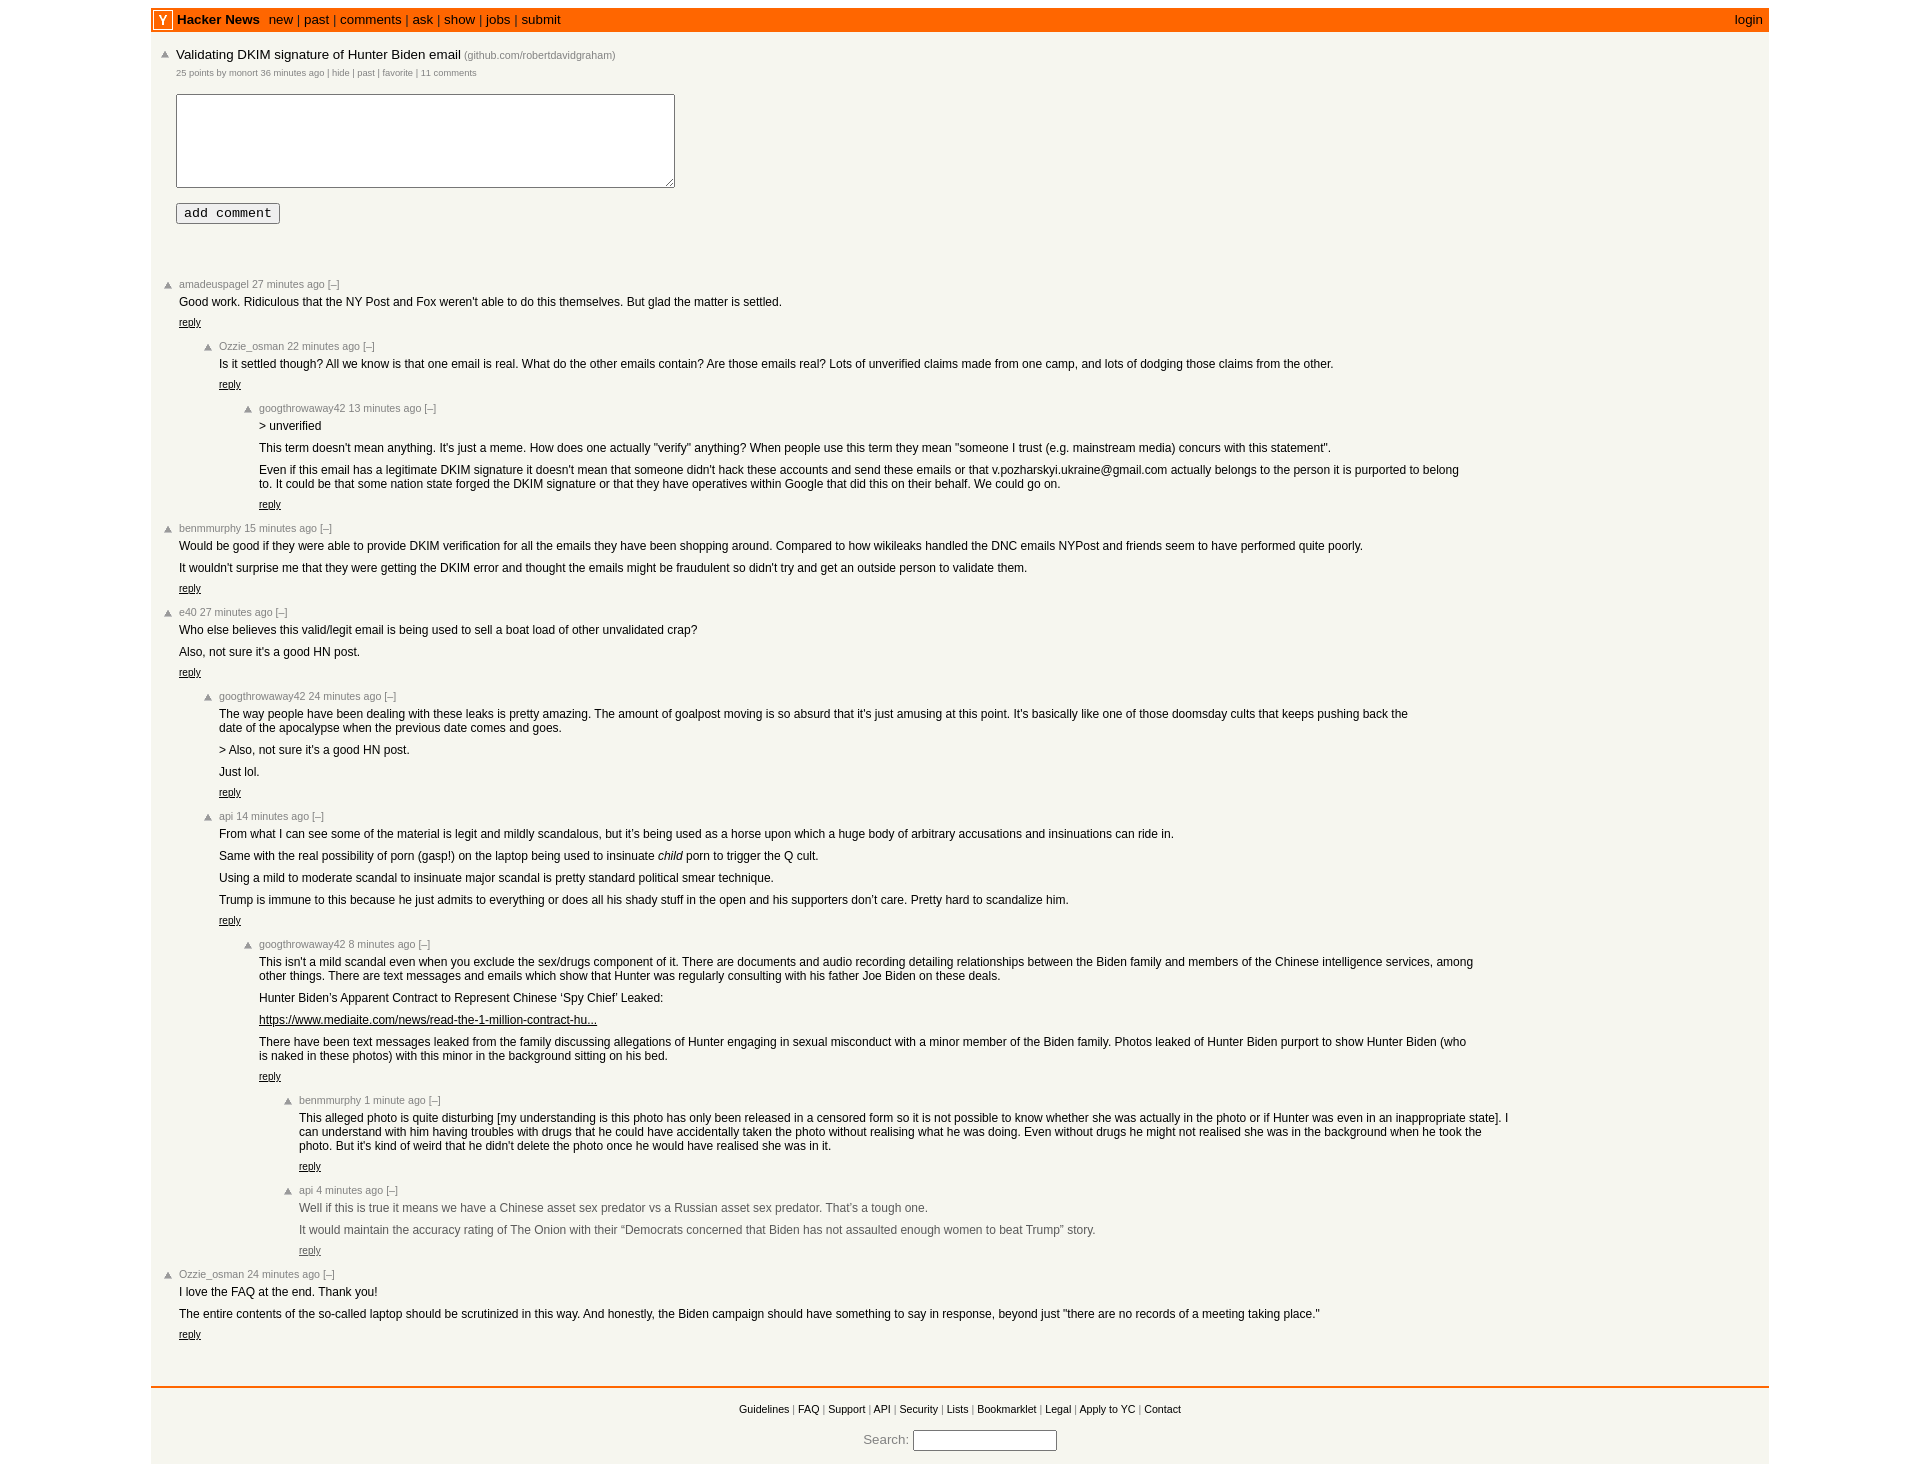 Y Hacker News new | past | comments | ask | show | jobs | submit login
Validating DKIM signature of Hunter Biden email (github.com/robertdavidgraham)
25 points by monort 36 minutes ago | hide | past | favorite | 11 comments
add comment
amadeuspagel 27 minutes ago [–]
Good work. Ridiculous that the NY Post and Fox weren't able to do this themselves. But glad the matter is settled.
reply
Ozzie_osman 22 minutes ago [–]
Is it settled though? All we know is that one email is real. What do the other emails contain? Are those emails real? Lots of unverified claims made from one camp, and lots of dodging those claims from the other.
reply
googthrowaway42 13 minutes ago [–]
> unverified
This term doesn't mean anything. It's just a meme. How does one actually "verify" anything? When people use this term they mean "someone I trust (e.g. mainstream media) concurs with this statement".
Even if this email has a legitimate DKIM signature it doesn't mean that someone didn't hack these accounts and send these emails or that v.pozharskyi.ukraine@gmail.com actually belongs to the person it is purported to belong
to. It could be that some nation state forged the DKIM signature or that they have operatives within Google that did this on their behalf. We could go on.
reply
benmmurphy 15 minutes ago [–]
Would be good if they were able to provide DKIM verification for all the emails they have been shopping around. Compared to how wikileaks handled the DNC emails NYPost and friends seem to have performed quite poorly.
It wouldn't surprise me that they were getting the DKIM error and thought the emails might be fraudulent so didn't try and get an outside person to validate them.
reply
e40 27 minutes ago [–]
Who else believes this valid/legit email is being used to sell a boat load of other unvalidated crap?
Also, not sure it's a good HN post.
reply
googthrowaway42 24 minutes ago [–]
The way people have been dealing with these leaks is pretty amazing. The amount of goalpost moving is so absurd that it's just amusing at this point. It's basically like one of those doomsday cults that keeps pushing back the
date of the apocalypse when the previous date comes and goes.
> Also, not sure it's a good HN post.
Just lol.
reply
api 14 minutes ago [–]
From what I can see some of the material is legit and mildly scandalous, but it’s being used as a horse upon which a huge body of arbitrary accusations and insinuations can ride in.
Same with the real possibility of porn (gasp!) on the laptop being used to insinuate child porn to trigger the Q cult.
Using a mild to moderate scandal to insinuate major scandal is pretty standard political smear technique.
Trump is immune to this because he just admits to everything or does all his shady stuff in the open and his supporters don’t care. Pretty hard to scandalize him.
reply
googthrowaway42 8 minutes ago [–]
This isn't a mild scandal even when you exclude the sex/drugs component of it. There are documents and audio recording detailing relationships between the Biden family and members of the Chinese intelligence services, among
other things. There are text messages and emails which show that Hunter was regularly consulting with his father Joe Biden on these deals.
Hunter Biden’s Apparent Contract to Represent Chinese ‘Spy Chief’ Leaked:
https://www.mediaite.com/news/read-the-1-million-contract-hu...
There have been text messages leaked from the family discussing allegations of Hunter engaging in sexual misconduct with a minor member of the Biden family. Photos leaked of Hunter Biden purport to show Hunter Biden (who
is naked in these photos) with this minor in the background sitting on his bed.
reply
benmmurphy 1 minute ago [–]
This alleged photo is quite disturbing [my understanding is this photo has only been released in a censored form so it is not possible to know whether she was actually in the photo or if Hunter was even in an inappropriate state]. I
can understand with him having troubles with drugs that he could have accidentally taken the photo without realising what he was doing. Even without drugs he might not realised she was in the background when he took the
photo. But it's kind of weird that he didn't delete the photo once he would have realised she was in it.
reply
api 4 minutes ago [–]
Well if this is true it means we have a Chinese asset sex predator vs a Russian asset sex predator. That’s a tough one.
It would maintain the accuracy rating of The Onion with their “Democrats concerned that Biden has not assaulted enough women to beat Trump” story.
reply
Ozzie_osman 24 minutes ago [–]
I love the FAQ at the end. Thank you!
The entire contents of the so-called laptop should be scrutinized in this way. And honestly, the Biden campaign should have something to say in response, beyond just "there are no records of a meeting taking place."
reply
Guidelines | FAQ | Support | API | Security | Lists | Bookmarklet | Legal | Apply to YC | Contact
Search: